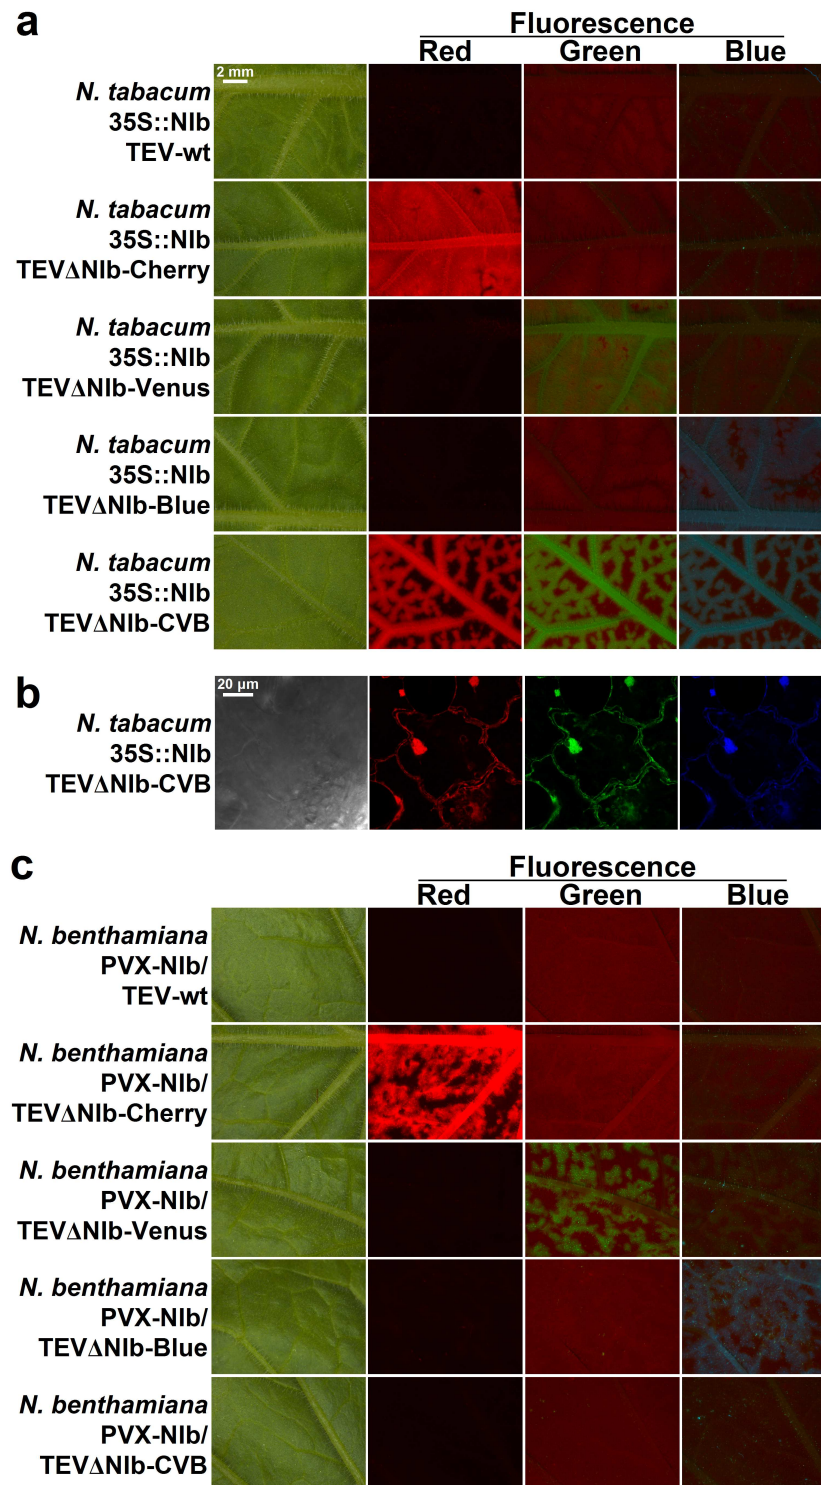 a
Fluorescence
Red Green Blue
2 mm
N. tabacum
35S::NIb
TEV-wt
N. tabacum
35S::NIb
TEVΔNIb-Cherry
N. tabacum
35S::NIb
TEVΔNIb-Venus
N. tabacum
35S::NIb
TEVΔNIb-Blue
N. tabacum
35S::NIb
TEVΔNIb-CVB
b
20 µm
N. tabacum
35S::NIb
TEVΔNIb-CVB
c
Fluorescence
Red Green Blue
N. benthamiana
PVX-NIb/
TEV-wt
N. benthamiana
PVX-NIb/
TEVΔNIb-Cherry
N. benthamiana
PVX-NIb/
TEVΔNIb-Venus
N. benthamiana
PVX-NIb/
TEVΔNIb-Blue
N. benthamiana
PVX-NIb/
TEVΔNIb-CVB